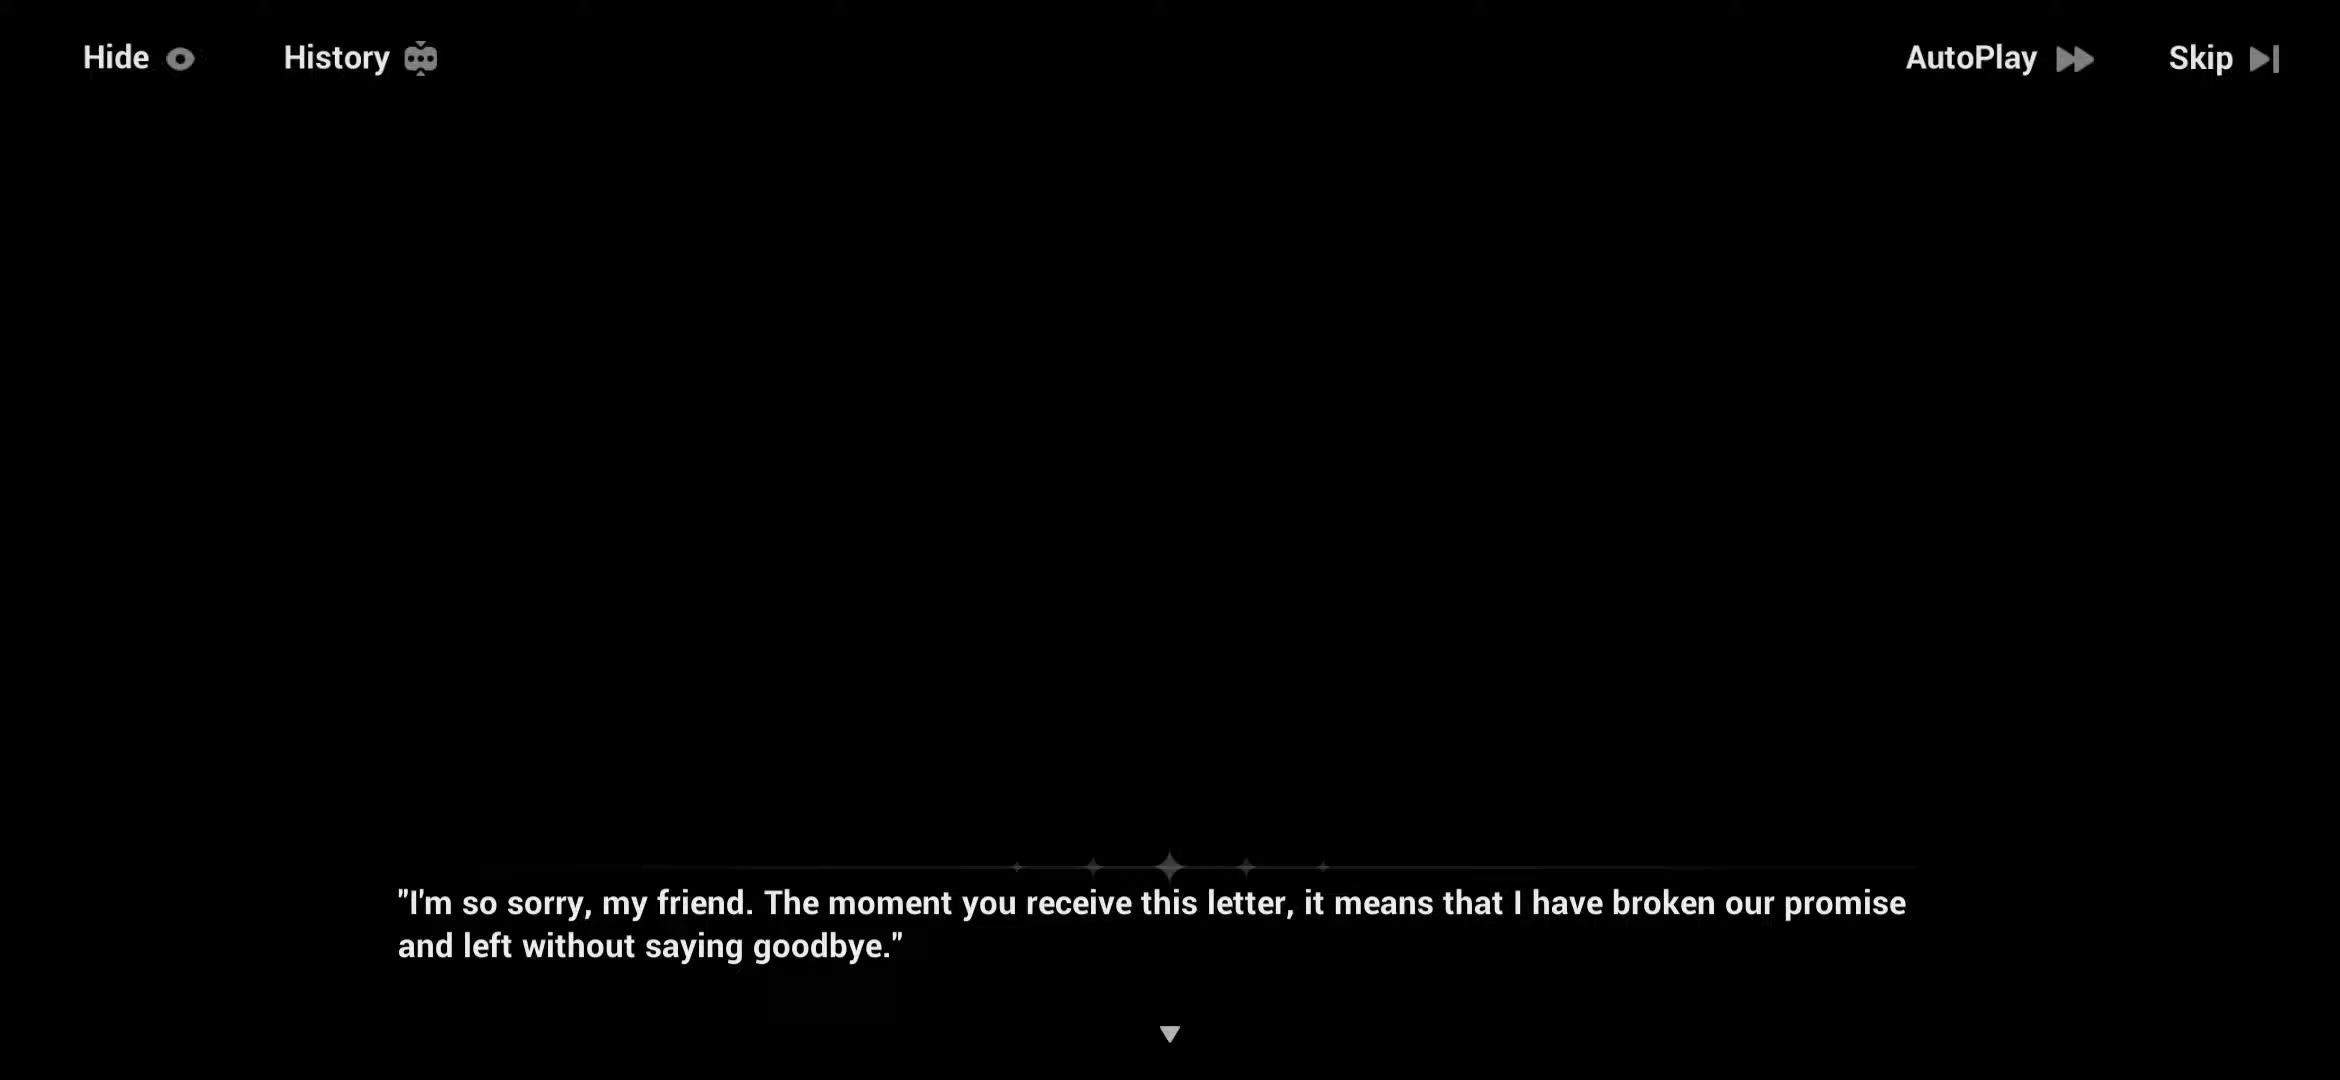 Hide
History
AutoPlay
Skip
"I'm so sorry, my friend. The moment you receive this letter, it means that I have broken our promise
and left without saying goodbye."